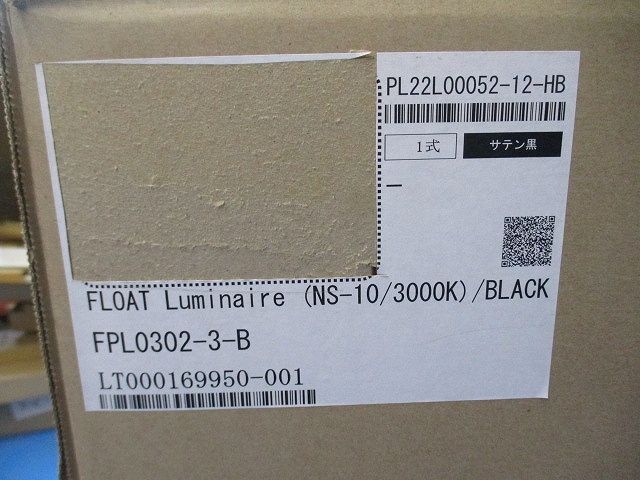 PL22L00052-12-HB
1式
サテン黒
—
FLOAT Luminaire (NS-10/3000K)/BLACK
FPL0302-3-B
LT000169950-001